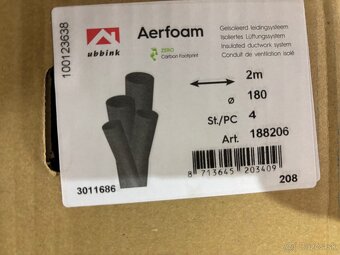 100123638
ubbink
Aerfoam
ZERO
Carbon Footprint
Geïsoleerd leidingsysteem
Isoliertes Lüftungssystem
Insulated ductwork system
Conduit de ventilation isolé
2m
ø 180
St./PC 4
Art. 188206
8 713645 203409
3011686
208